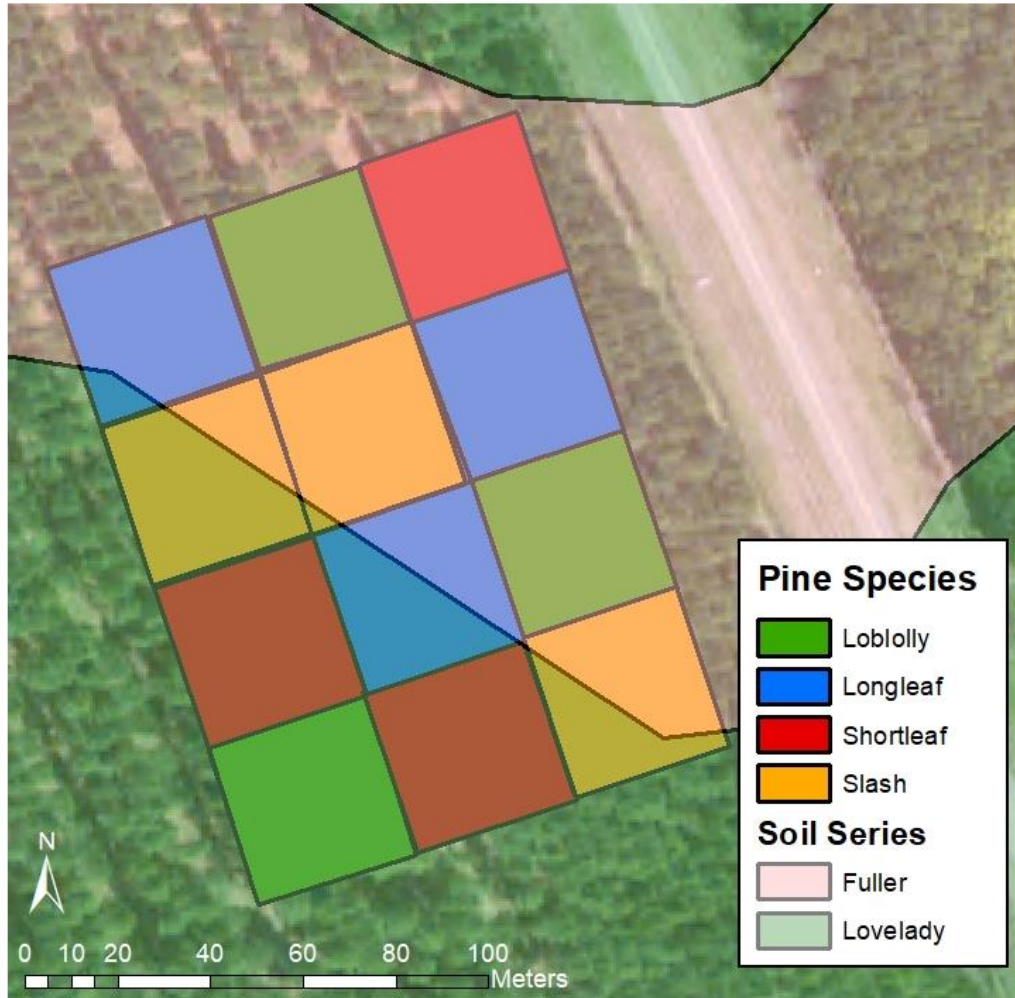 Pine Species
Loblolly
Longleaf
Shortleaf
Slash
Soil Series
Fuller
Lovelady
N
0 10 20 40 60 80 100
Meters